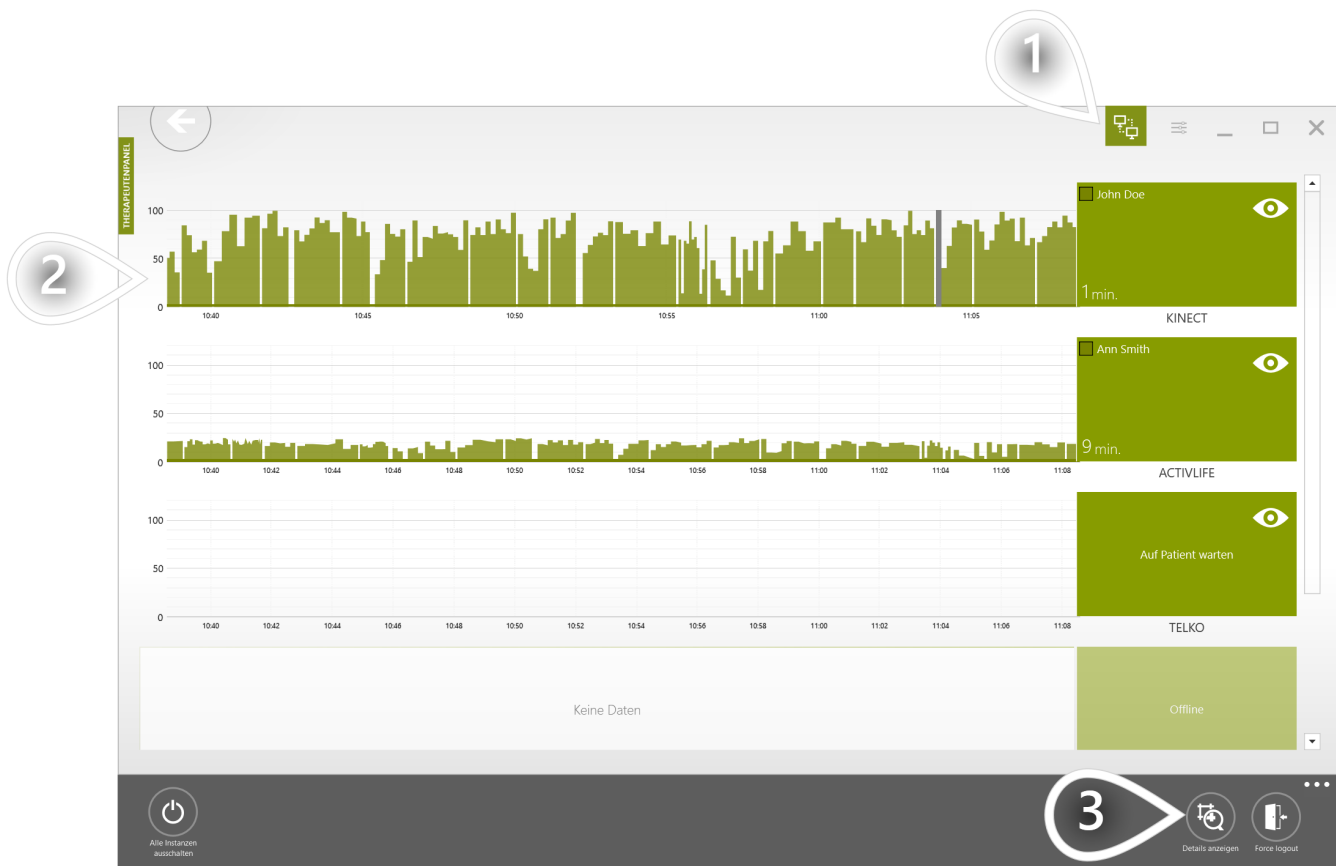 1
THERAPEUTENPANEL
John Doe
100
50
0
1 min.
10:40 10:45 10:50 10:55 11:00 11:05
KINECT
2
Ann Smith
100
50
0
9 min.
10:40 10:42 10:44 10:46 10:48 10:50 10:52 10:54 10:56 10:58 11:00 11:02 11:04 11:06 11:08
ACTIVLIFE
100
50
0
Auf Patient warten
10:40 10:42 10:44 10:46 10:48 10:50 10:52 10:54 10:56 10:58 11:00 11:02 11:04 11:06 11:08
TELKO
Keine Daten
Offline
3
Alle Instanzen
ausschalten
Details anzeigen
Force logout